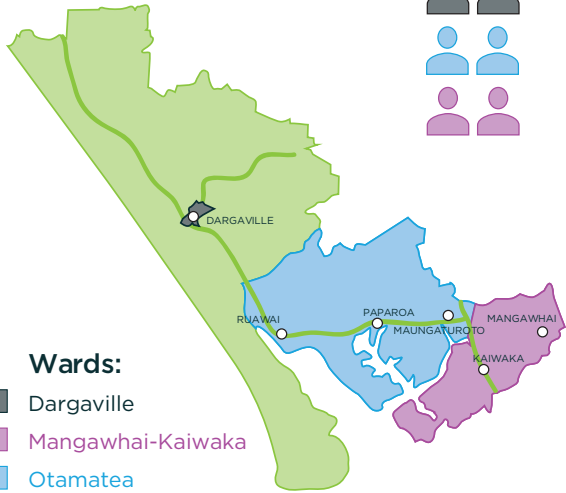 DARGAVILLE
RUAWAI
PAPAROA
MAUNGATUROTO
MANGAWHAI
KAIWAKA
Wards:
Dargaville
Mangawhai-Kaiwaka
Otamatea